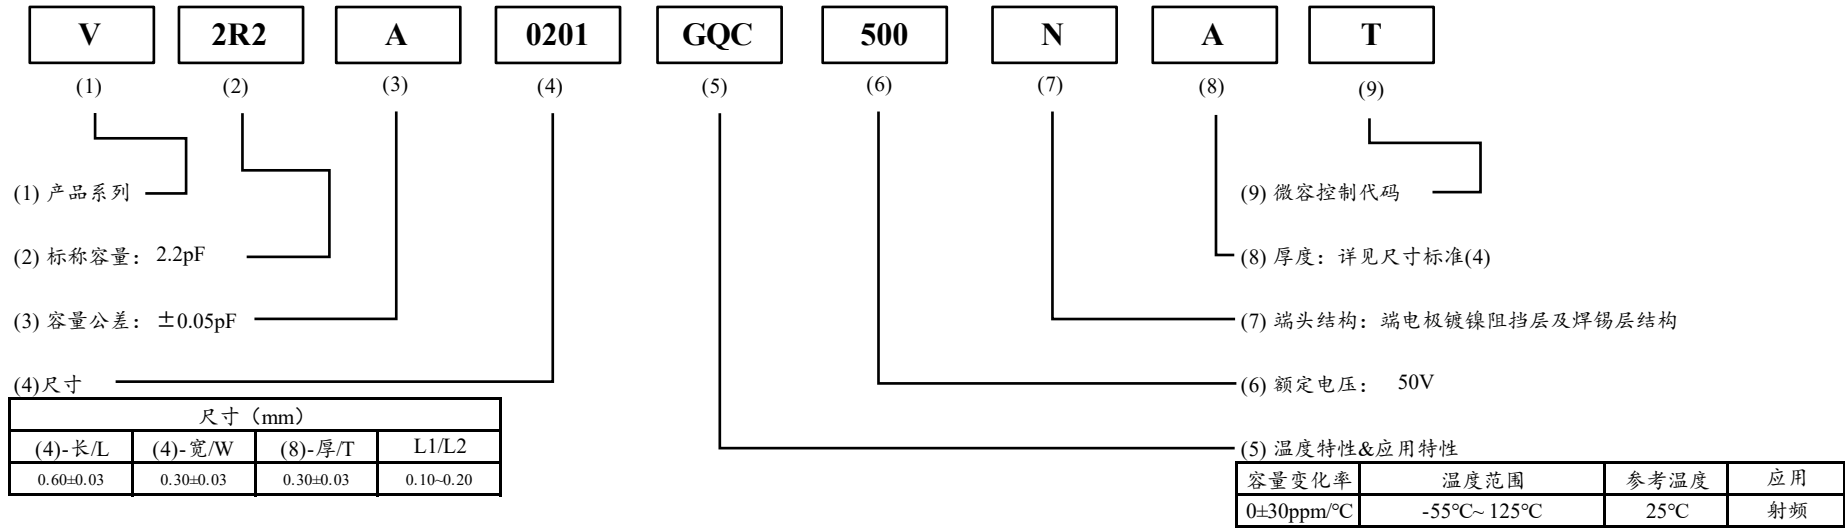 V 2R2 A 0201 GQC 500 N A T
(1) (2) (3) (4) (5) (6) (7) (8) (9)
(1) 产品系列
(9) 微容控制代码
(2) 标称容量： 2.2pF
(8) 厚度：详见尺寸标准(4)
(3) 容量公差：±0.05pF
(7) 端头结构：端电极镀镍阻挡层及焊锡层结构
(4)尺寸
(6) 额定电压： 50V
尺寸（mm）
(4)-长/L (4)-宽/W (8)-厚/T L1/L2
0.60±0.03 0.30±0.03 0.30±0.03 0.10~0.20
(5) 温度特性&应用特性
容量变化率 温度范围 参考温度 应用
0±30ppm/℃ -55℃~ 125℃ 25℃ 射频